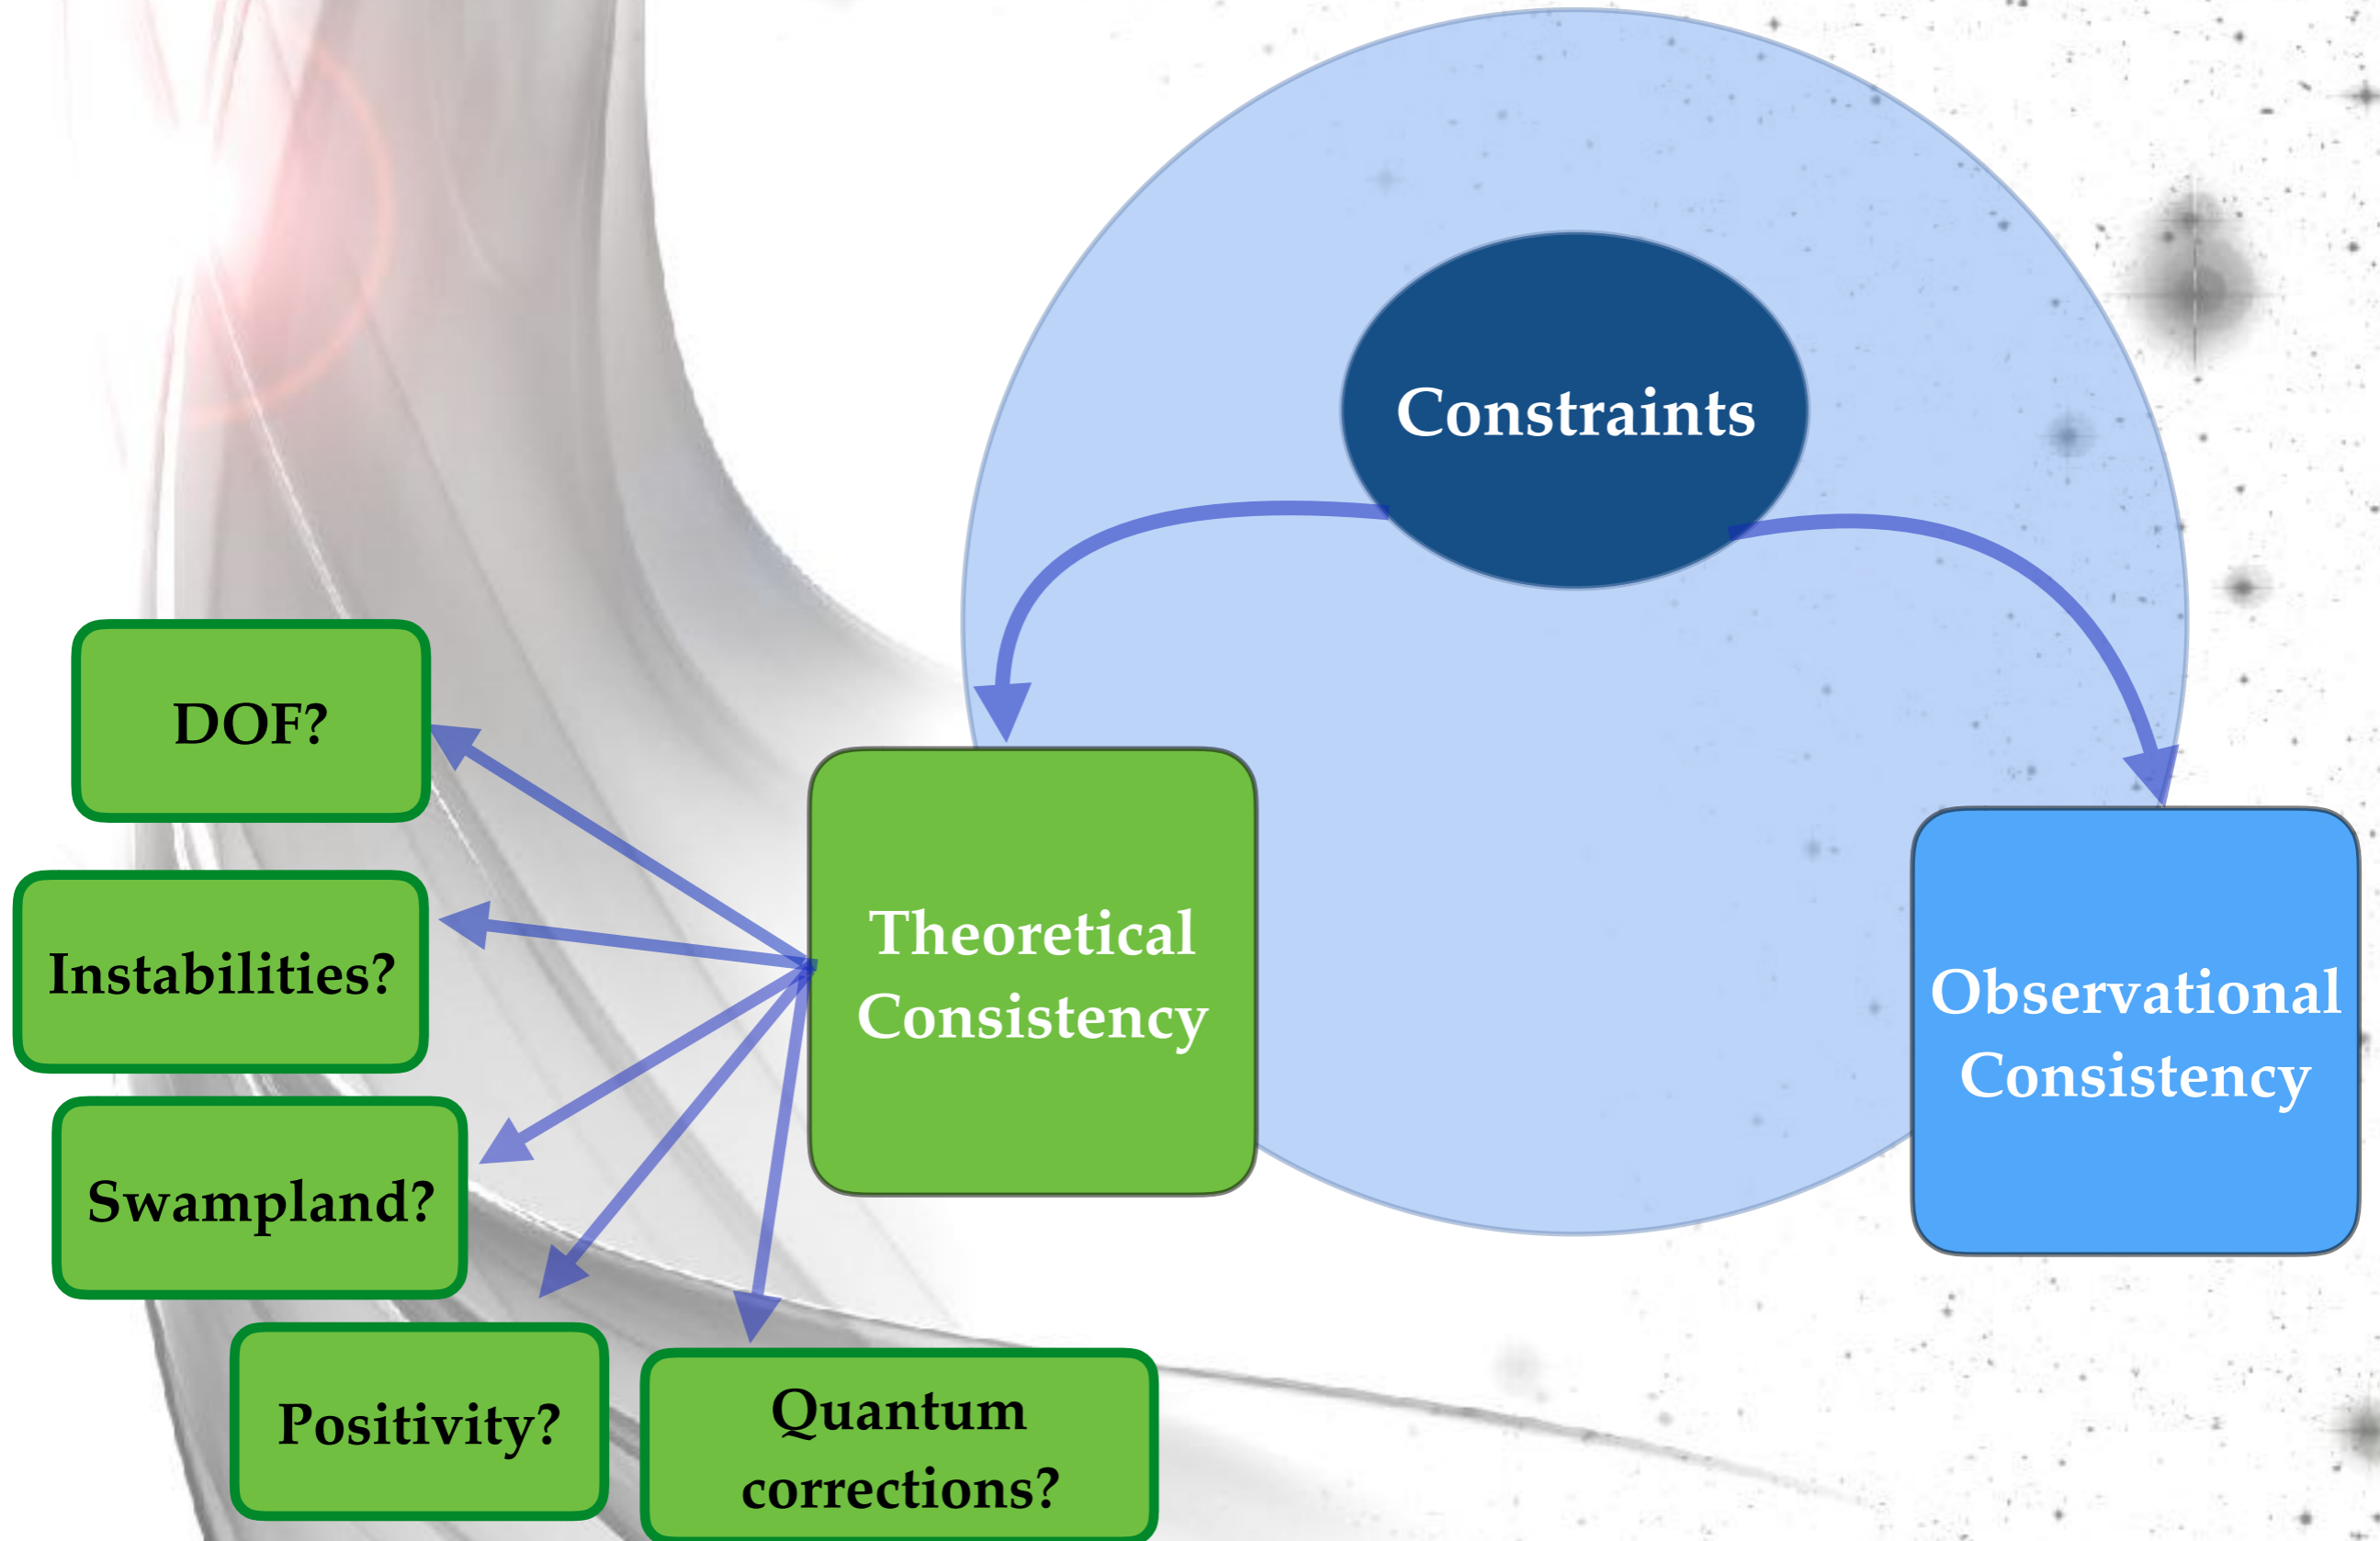 Constraints
DOF?
Theoretical
Consistency
Instabilities?
Observational
Consistency
Swampland?
Positivity?
Quantum
corrections?